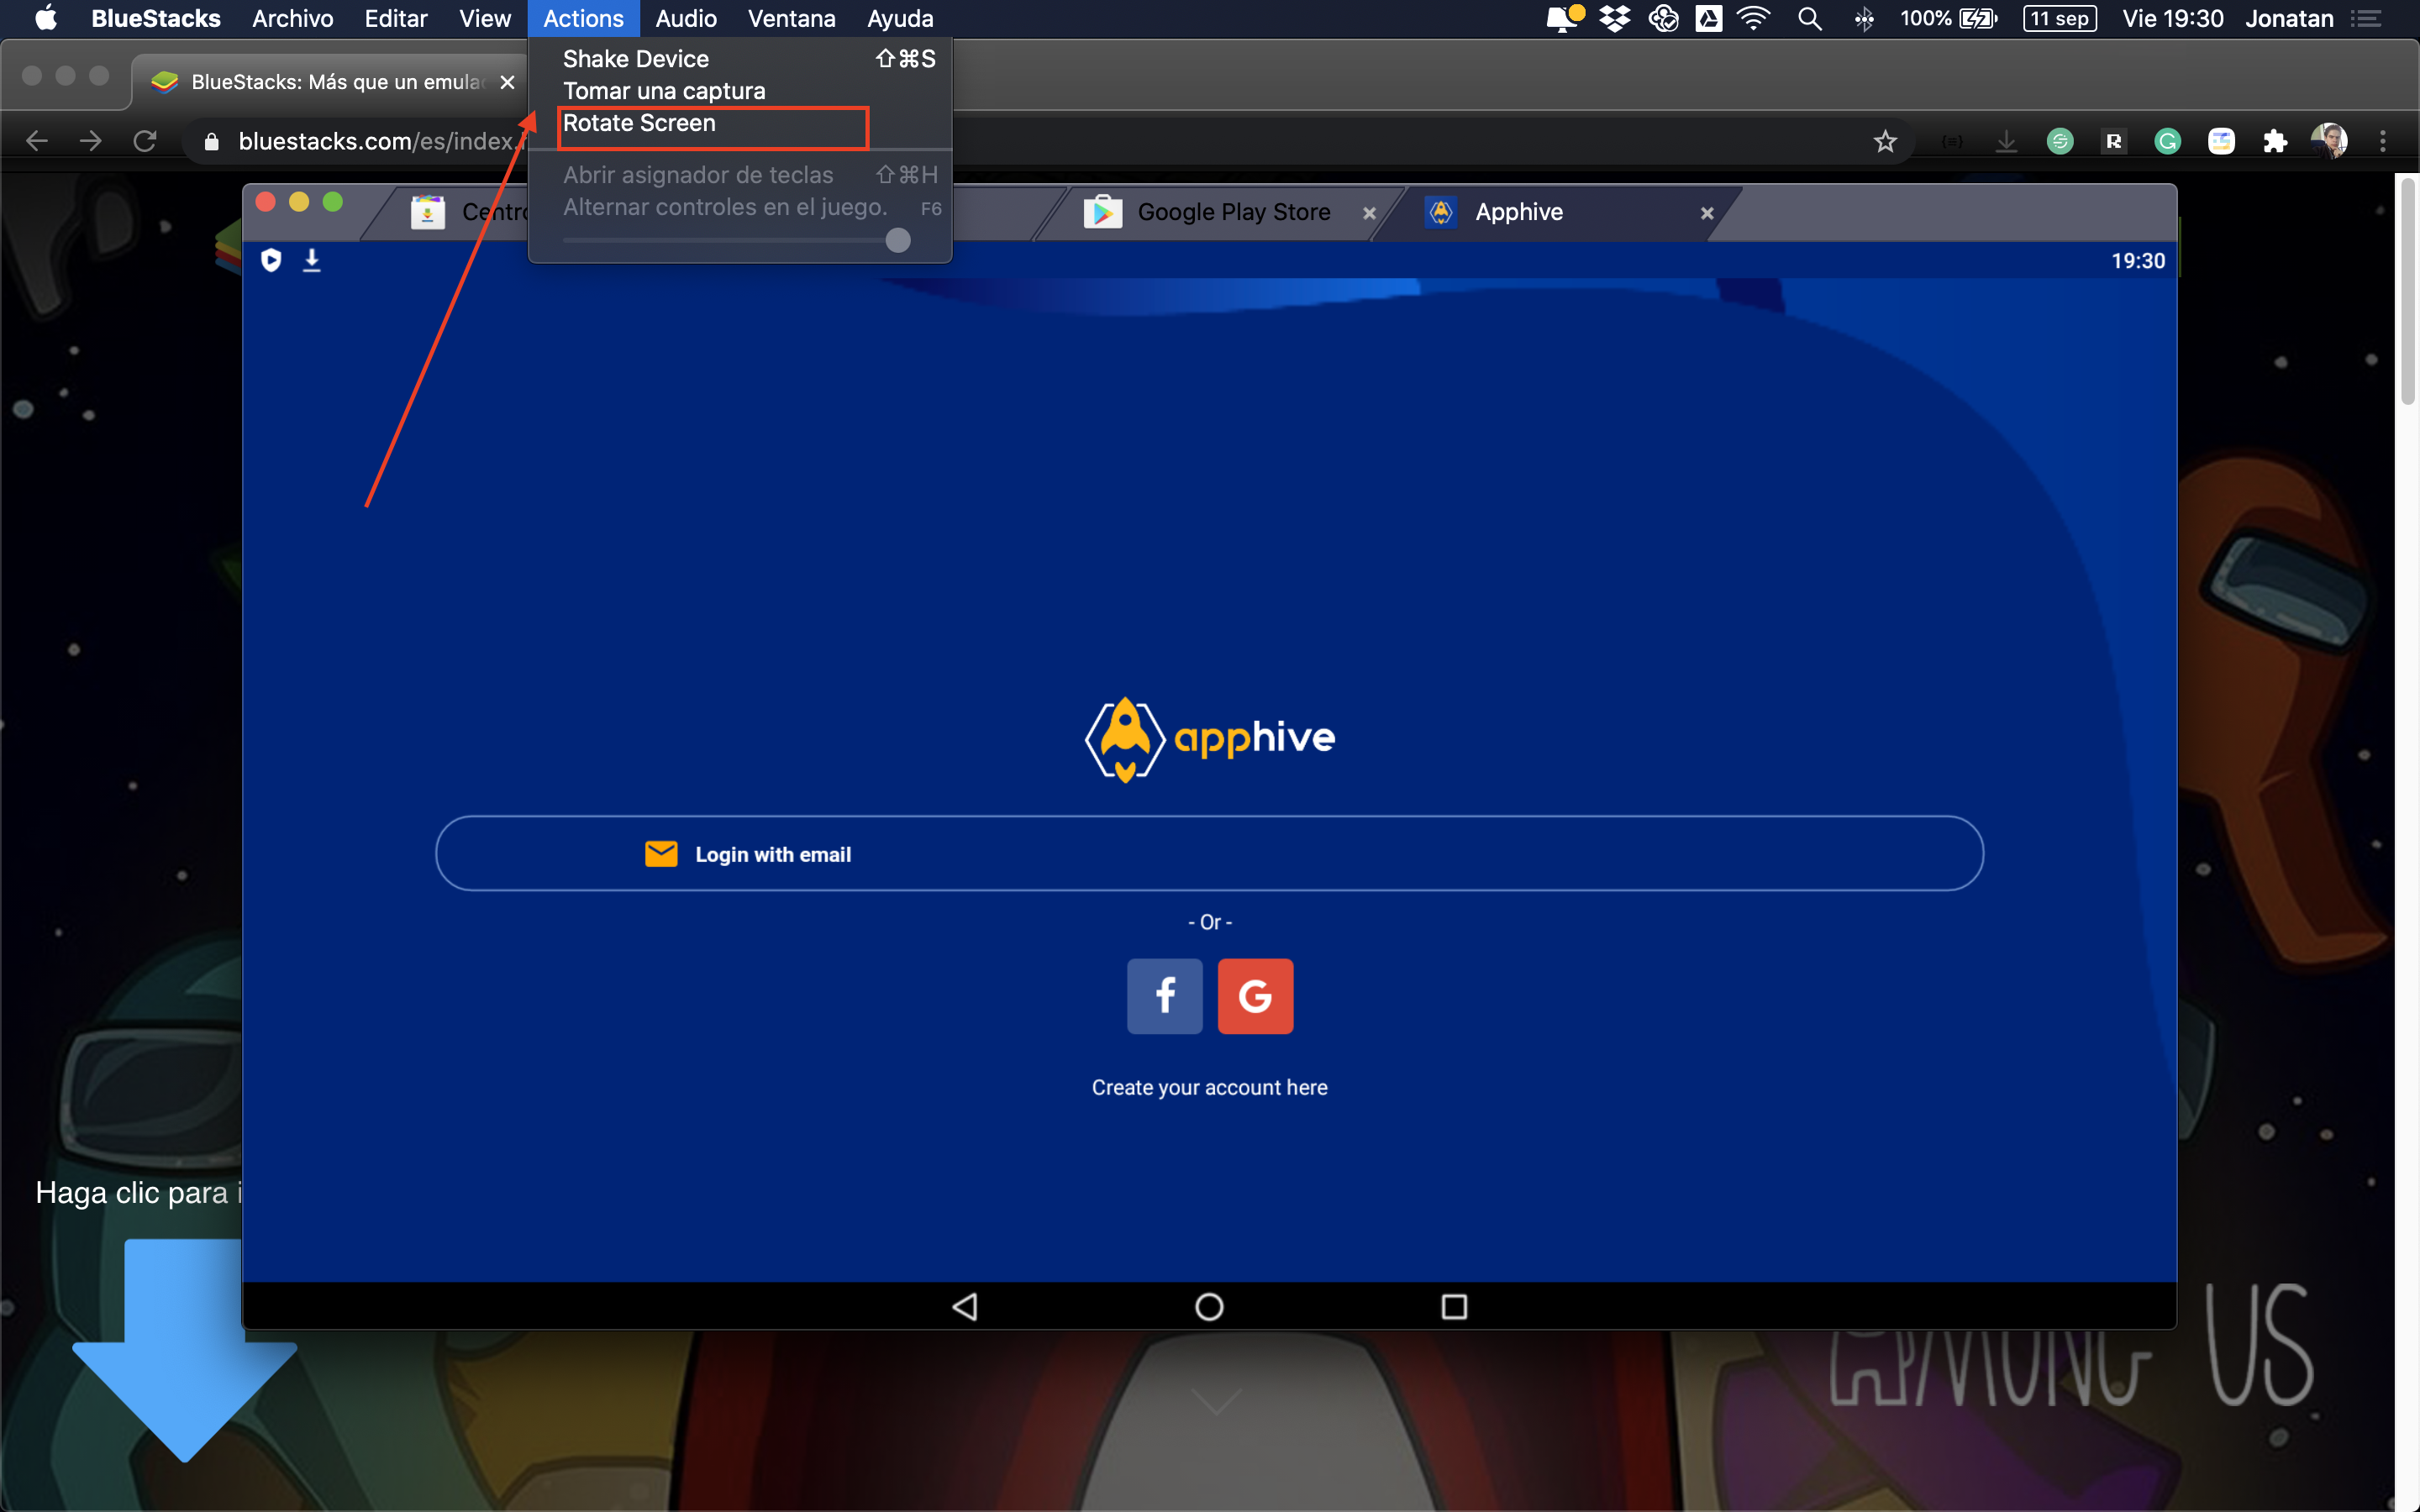 BlueStacks Archivo Editar View Actions Audio Ventana Ayuda 100% 11 sep Vie 19:30 Jonatan
BlueStacks: Más que un emula
Shake Device ⇧⌘S
Tomar una captura
Rotate Screen
bluestacks.com/es/index.
Abrir asignador de teclas ⇧⌘H
Alternar controles en el juego. F6
Centro
Google Play Store
Apphive
19:30
apphive
Login with email
- Or -
f G
Create your account here
Haga clic para i
AMONG US